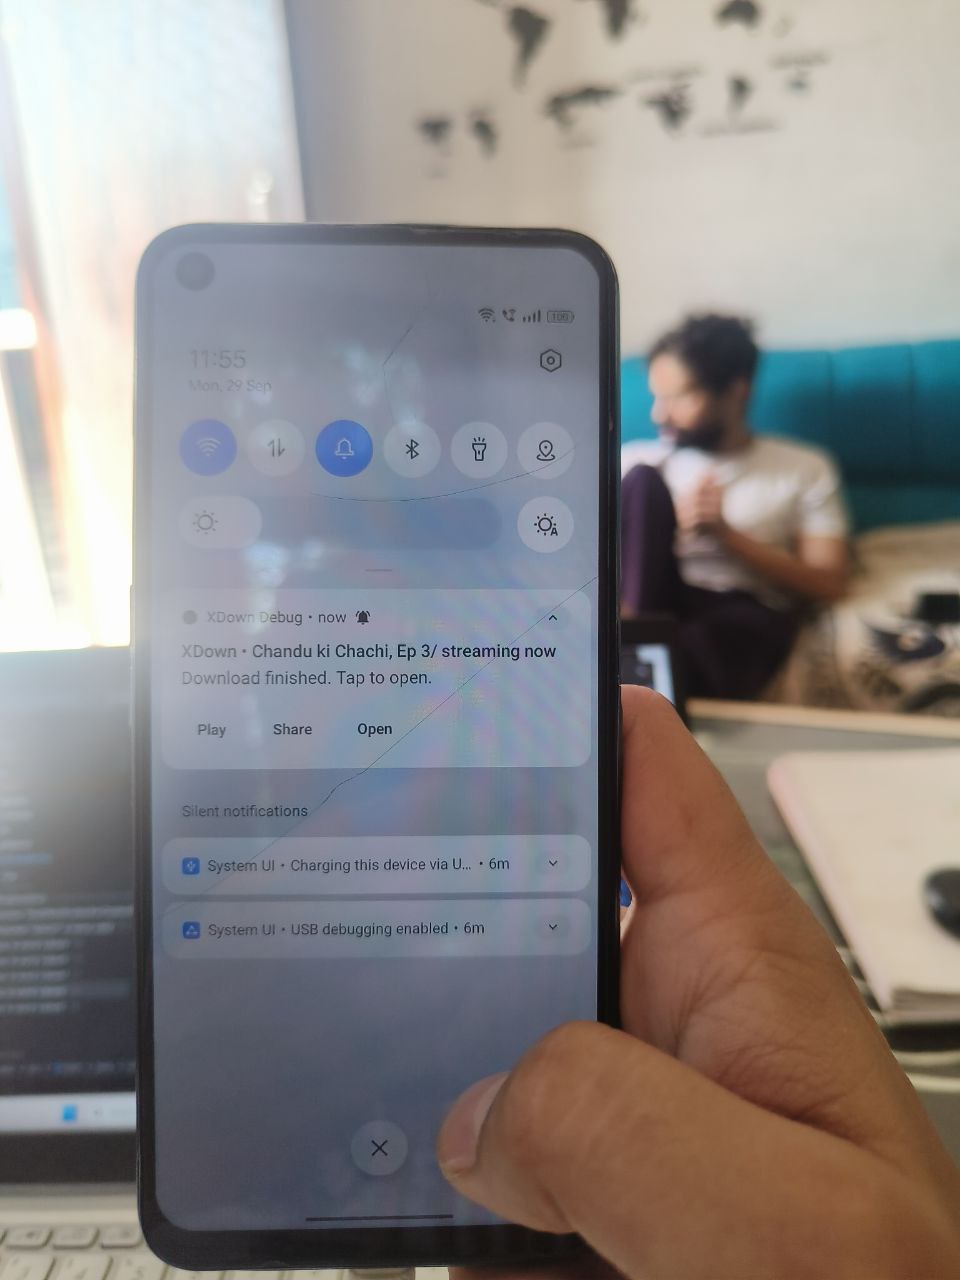 100
11:55
Mon, 29 Sep
A
XDown Debug • now
XDown • Chandu ki Chachi, Ep 3/ streaming now
Download finished. Tap to open.
Play Share Open
Silent notifications
System UI • Charging this device via U... • 6m
System UI • USB debugging enabled • 6m